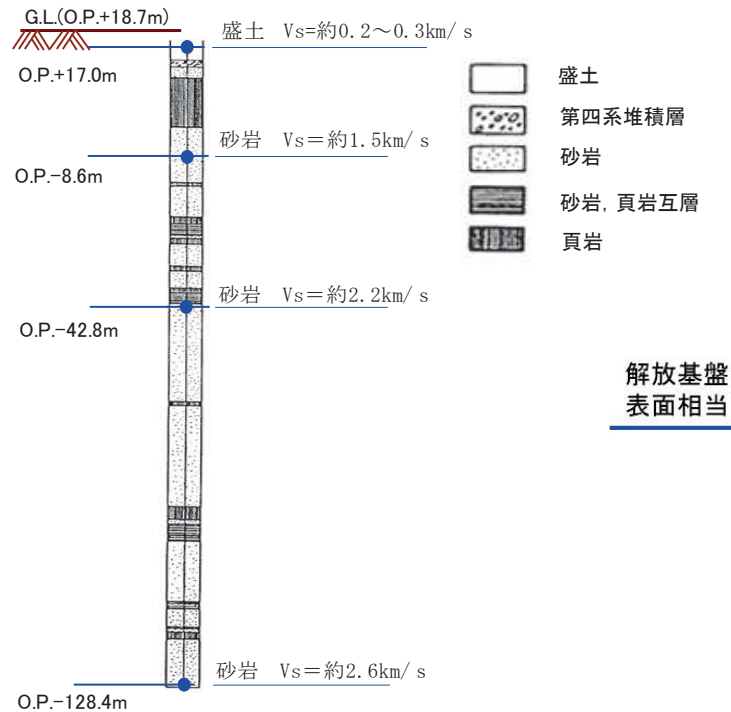 G.L.(O.P.+18.7m)
盛土 Vs=約0.2～0.3km/s
O.P.+17.0m
砂岩 Vs＝約1.5km/s
O.P.-8.6m
砂岩 Vs＝約2.2km/s
O.P.-42.8m
砂岩 Vs＝約2.6km/s
O.P.-128.4m
盛土
第四系堆積層
砂岩
砂岩，頁岩互層
頁岩
解放基盤
表面相当